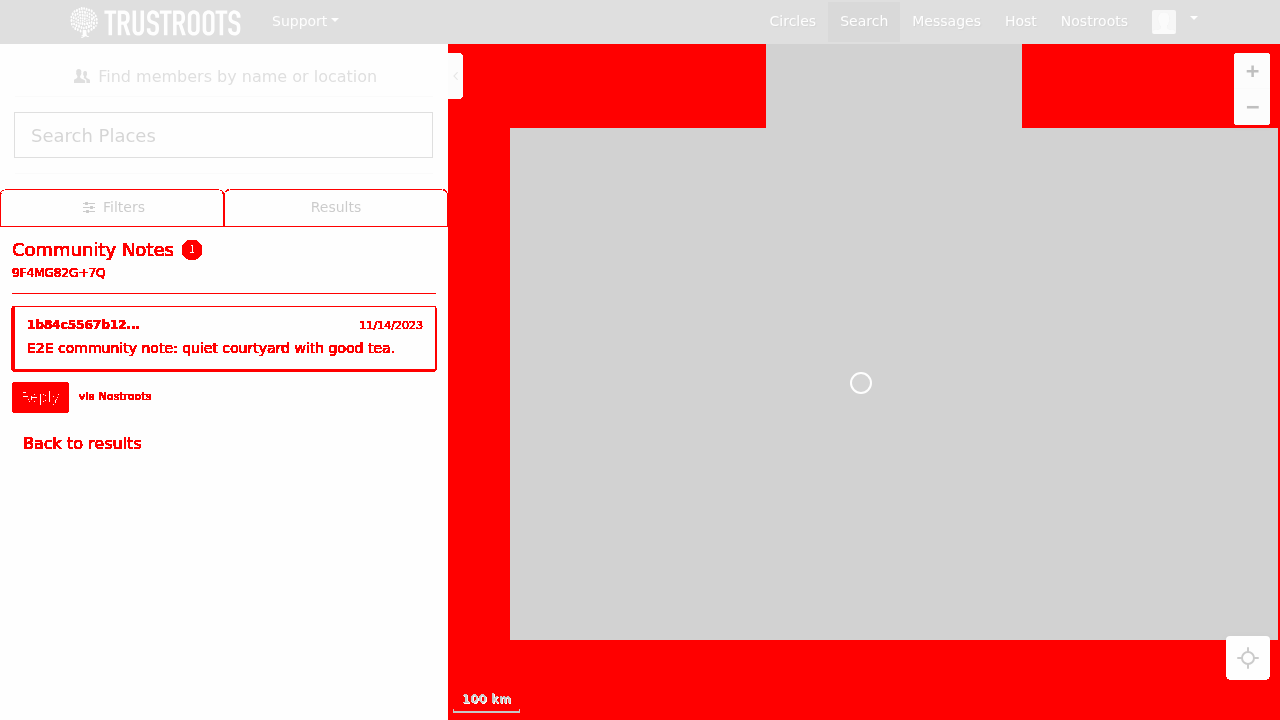 TRUSTROOTS Support Circles Search Messages Host Nostroots
Find members by name or location
Search Places
Filters Results
Community Notes 1
9F4MG82G+7Q
1b84c5567b12... 11/14/2023
E2E community note: quiet courtyard with good tea.
Reply via Nostroots
Back to results
+
−
100 km